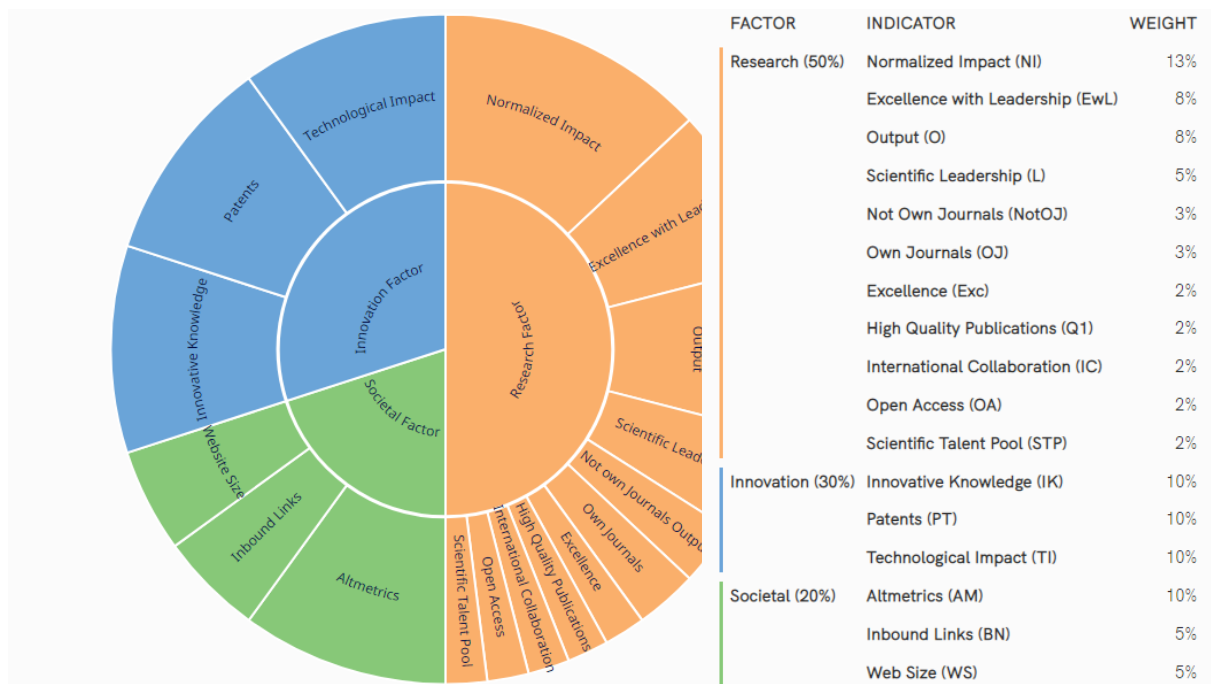 Technological Impact
Normalized Impact
Patents
Excellence with Lea
Innovation Factor
Innovative Knowledge
Research Factor
Output
Societal Factor
Website Size
Scientific Lead
Inbound Links
Not own Journals Outpu
Own Journals
Altmetrics
Excellence
High Quality Publications
International Collaboration
Open Access
Scientific Talent Pool
FACTOR INDICATOR WEIGHT
Research (50%) Normalized Impact (NI) 13%
Excellence with Leadership (EwL) 8%
Output (O) 8%
Scientific Leadership (L) 5%
Not Own Journals (NotOJ) 3%
Own Journals (OJ) 3%
Excellence (Exc) 2%
High Quality Publications (Q1) 2%
International Collaboration (IC) 2%
Open Access (OA) 2%
Scientific Talent Pool (STP) 2%
Innovation (30%) Innovative Knowledge (IK) 10%
Patents (PT) 10%
Technological Impact (TI) 10%
Societal (20%) Altmetrics (AM) 10%
Inbound Links (BN) 5%
Web Size (WS) 5%